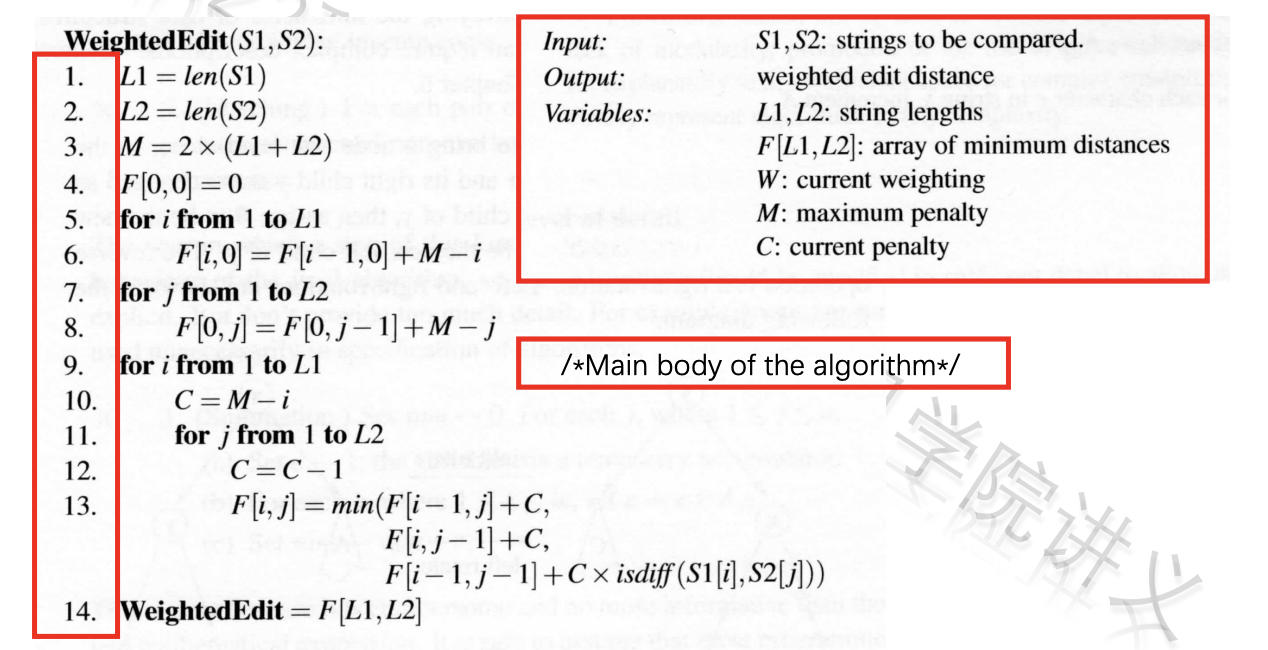 WeightedEdit(S1,S2):
1. L1 = len(S1)
2. L2 = len(S2)
3. M = 2 × (L1 + L2)
4. F[0,0] = 0
5. for i from 1 to L1
6. F[i,0] = F[i − 1,0] + M − i
7. for j from 1 to L2
8. F[0,j] = F[0,j − 1] + M − j
9. for i from 1 to L1
10. C = M − i
11. for j from 1 to L2
12. C = C − 1
13. F[i,j] = min(F[i − 1,j] + C,
F[i,j − 1] + C,
F[i − 1,j − 1] + C × isdiff(S1[i],S2[j]))
14. WeightedEdit = F[L1,L2]
Input: S1,S2: strings to be compared.
Output: weighted edit distance
Variables: L1,L2: string lengths
F[L1,L2]: array of minimum distances
W: current weighting
M: maximum penalty
C: current penalty
/*Main body of the algorithm*/
学院讲义